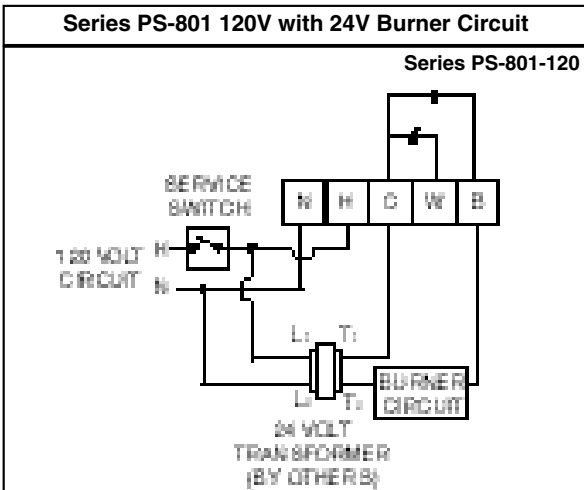 Series PS-801 120V with 24V Burner Circuit
Series PS-801-120
SERVICE
SWITCH
N H C W B
120 VOLT
CIRCUIT
H
N
L1 T1
L2 T2
BURNER
CIRCUIT
24 VOLT
TRANSFORMER
(BY OTHERS)